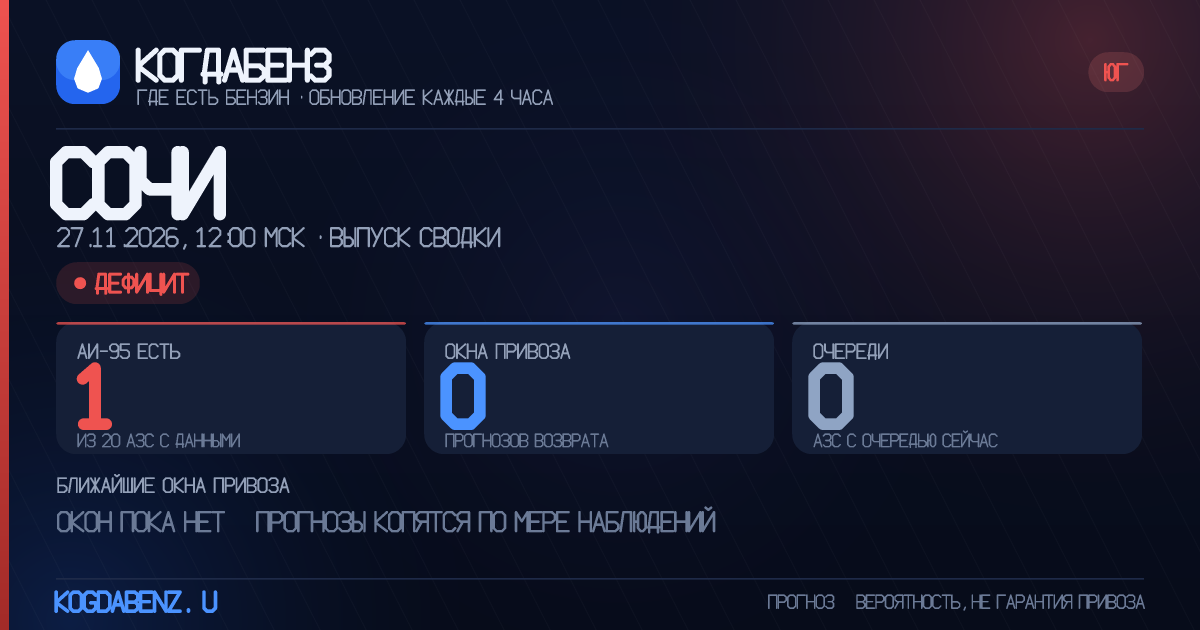 КОГДАБЕНЗ
ГДЕ ЕСТЬ БЕНЗИН · ОБНОВЛЕНИЕ КАЖДЫЕ 4 ЧАСА
ЮГ
СОЧИ
27.11 2026, 12:00 МСК · ВЫПУСК СВОДКИ
ДЕФИЦИТ
АИ-95 ЕСТЬ
1
ИЗ 20 АЗС С ДАННЫМИ
ОКНА ПРИВОЗА
0
ПРОГНОЗОВ ВОЗВРАТА
ОЧЕРЕДИ
0
АЗС С ОЧЕРЕДЬЮ СЕЙЧАС
БЛИЖАЙШИЕ ОКНА ПРИВОЗА
ОКОН ПОКА НЕТ ПРОГНОЗЫ КОПЯТСЯ ПО МЕРЕ НАБЛЮДЕНИЙ
KOGDABENZ. U
ПРОГНОЗ ВЕРОЯТНОСТЬ, НЕ ГАРАНТИЯ ПРИВОЗА